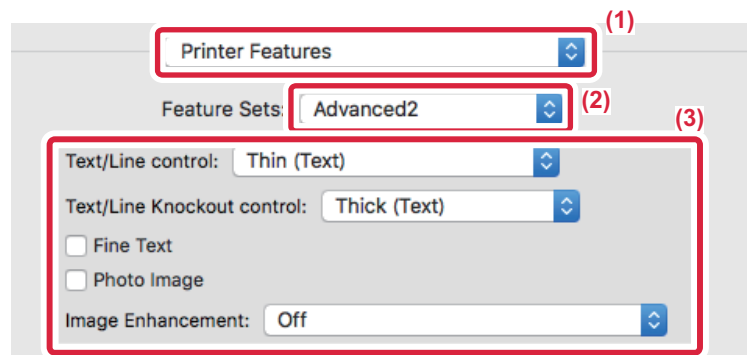 (1)
Printer Features
Feature Sets: Advanced2 (2)
(3)
Text/Line control: Thin (Text)
Text/Line Knockout control: Thick (Text)
Fine Text
Photo Image
Image Enhancement: Off